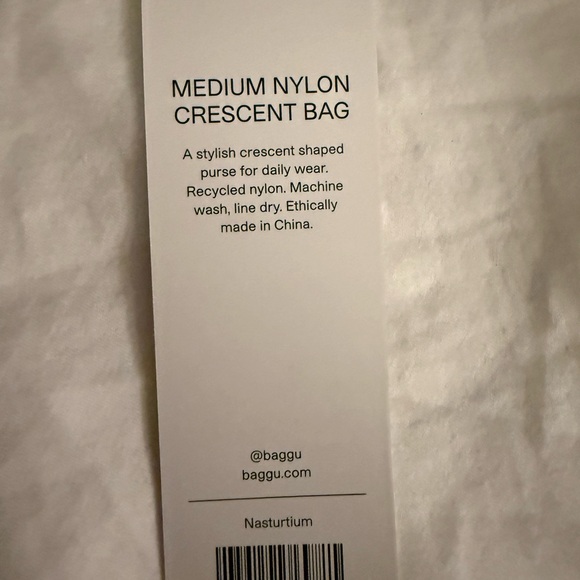 MEDIUM NYLON
CRESCENT BAG
A stylish crescent shaped
purse for daily wear.
Recycled nylon. Machine
wash, line dry. Ethically
made in China.
@baggu
baggu.com
Nasturtium